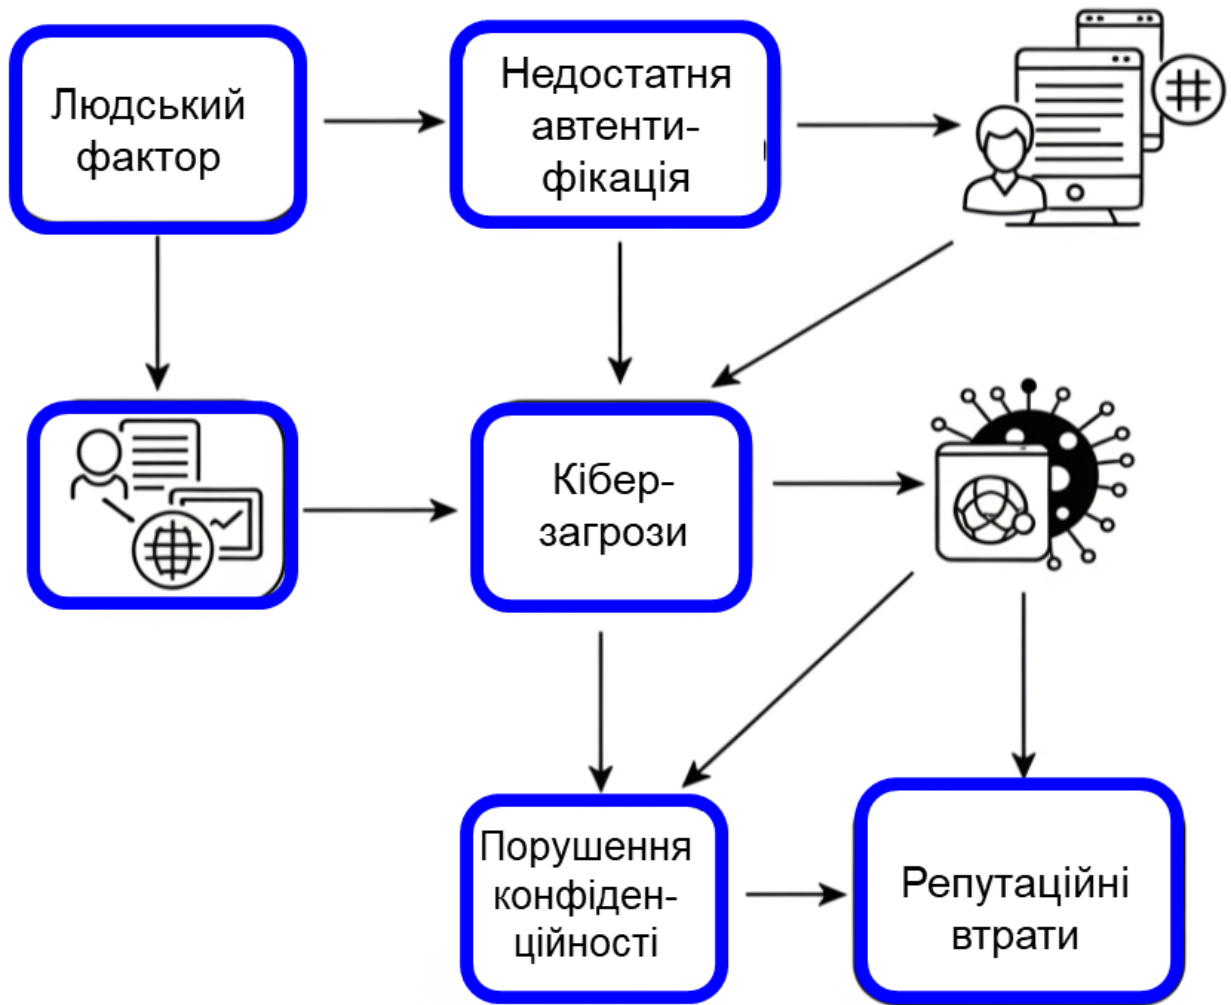 Людський
фактор
Недостатня
автенти-
фікація
Кібер-
загрози
Порушення
конфіден-
ційності
Репутаційні
втрати